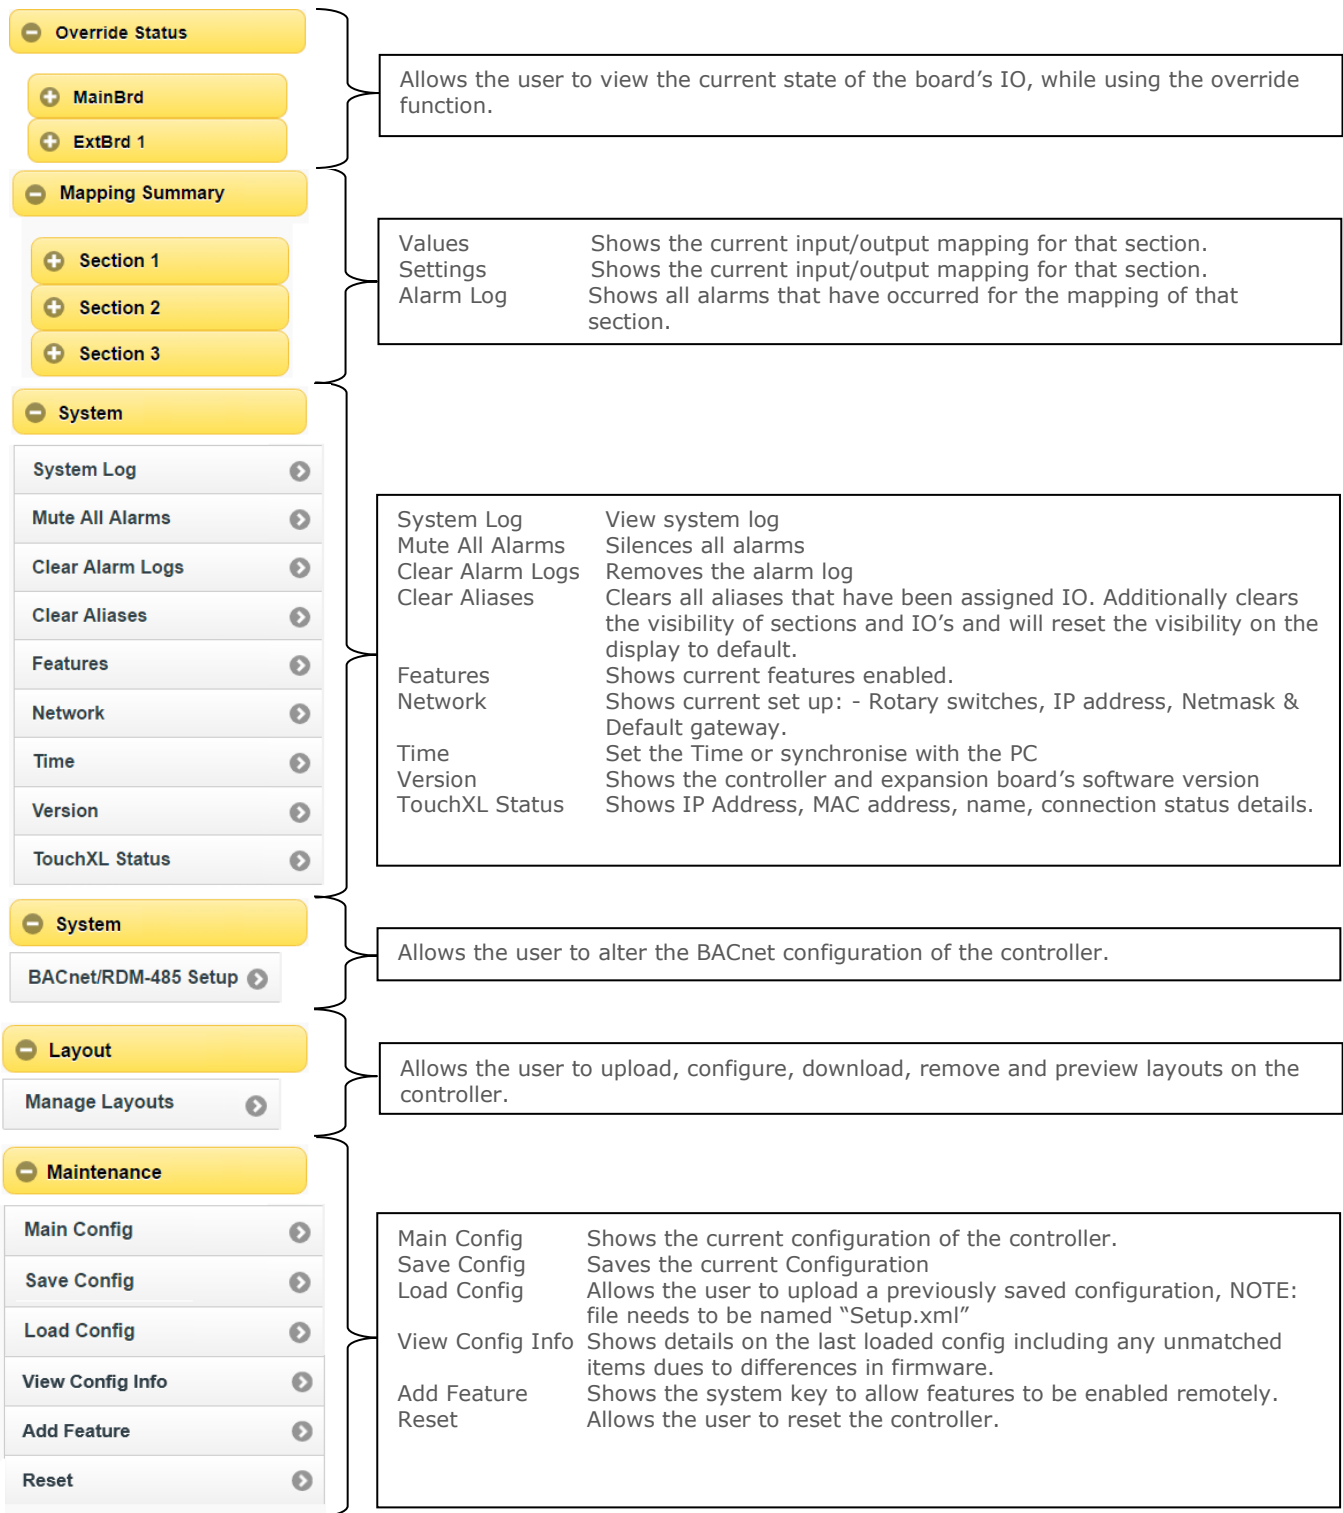 Override Status
MainBrd
ExtBrd 1
Allows the user to view the current state of the board’s IO, while using the override
function.
Mapping Summary
Section 1
Section 2
Section 3
Values Shows the current input/output mapping for that section.
Settings Shows the current input/output mapping for that section.
Alarm Log Shows all alarms that have occurred for the mapping of that
section.
System
System Log
Mute All Alarms
Clear Alarm Logs
Clear Aliases
Features
Network
Time
Version
TouchXL Status
System Log View system log
Mute All Alarms Silences all alarms
Clear Alarm Logs Removes the alarm log
Clear Aliases Clears all aliases that have been assigned IO. Additionally clears
the visibility of sections and IO’s and will reset the visibility on the
display to default.
Features Shows current features enabled.
Network Shows current set up: - Rotary switches, IP address, Netmask &
Default gateway.
Time Set the Time or synchronise with the PC
Version Shows the controller and expansion board’s software version
TouchXL Status Shows IP Address, MAC address, name, connection status details.
System
BACnet/RDM-485 Setup
Allows the user to alter the BACnet configuration of the controller.
Layout
Manage Layouts
Allows the user to upload, configure, download, remove and preview layouts on the
controller.
Maintenance
Main Config
Save Config
Load Config
View Config Info
Add Feature
Reset
Main Config Shows the current configuration of the controller.
Save Config Saves the current Configuration
Load Config Allows the user to upload a previously saved configuration, NOTE:
file needs to be named “Setup.xml”
View Config Info Shows details on the last loaded config including any unmatched
items dues to differences in firmware.
Add Feature Shows the system key to allow features to be enabled remotely.
Reset Allows the user to reset the controller.